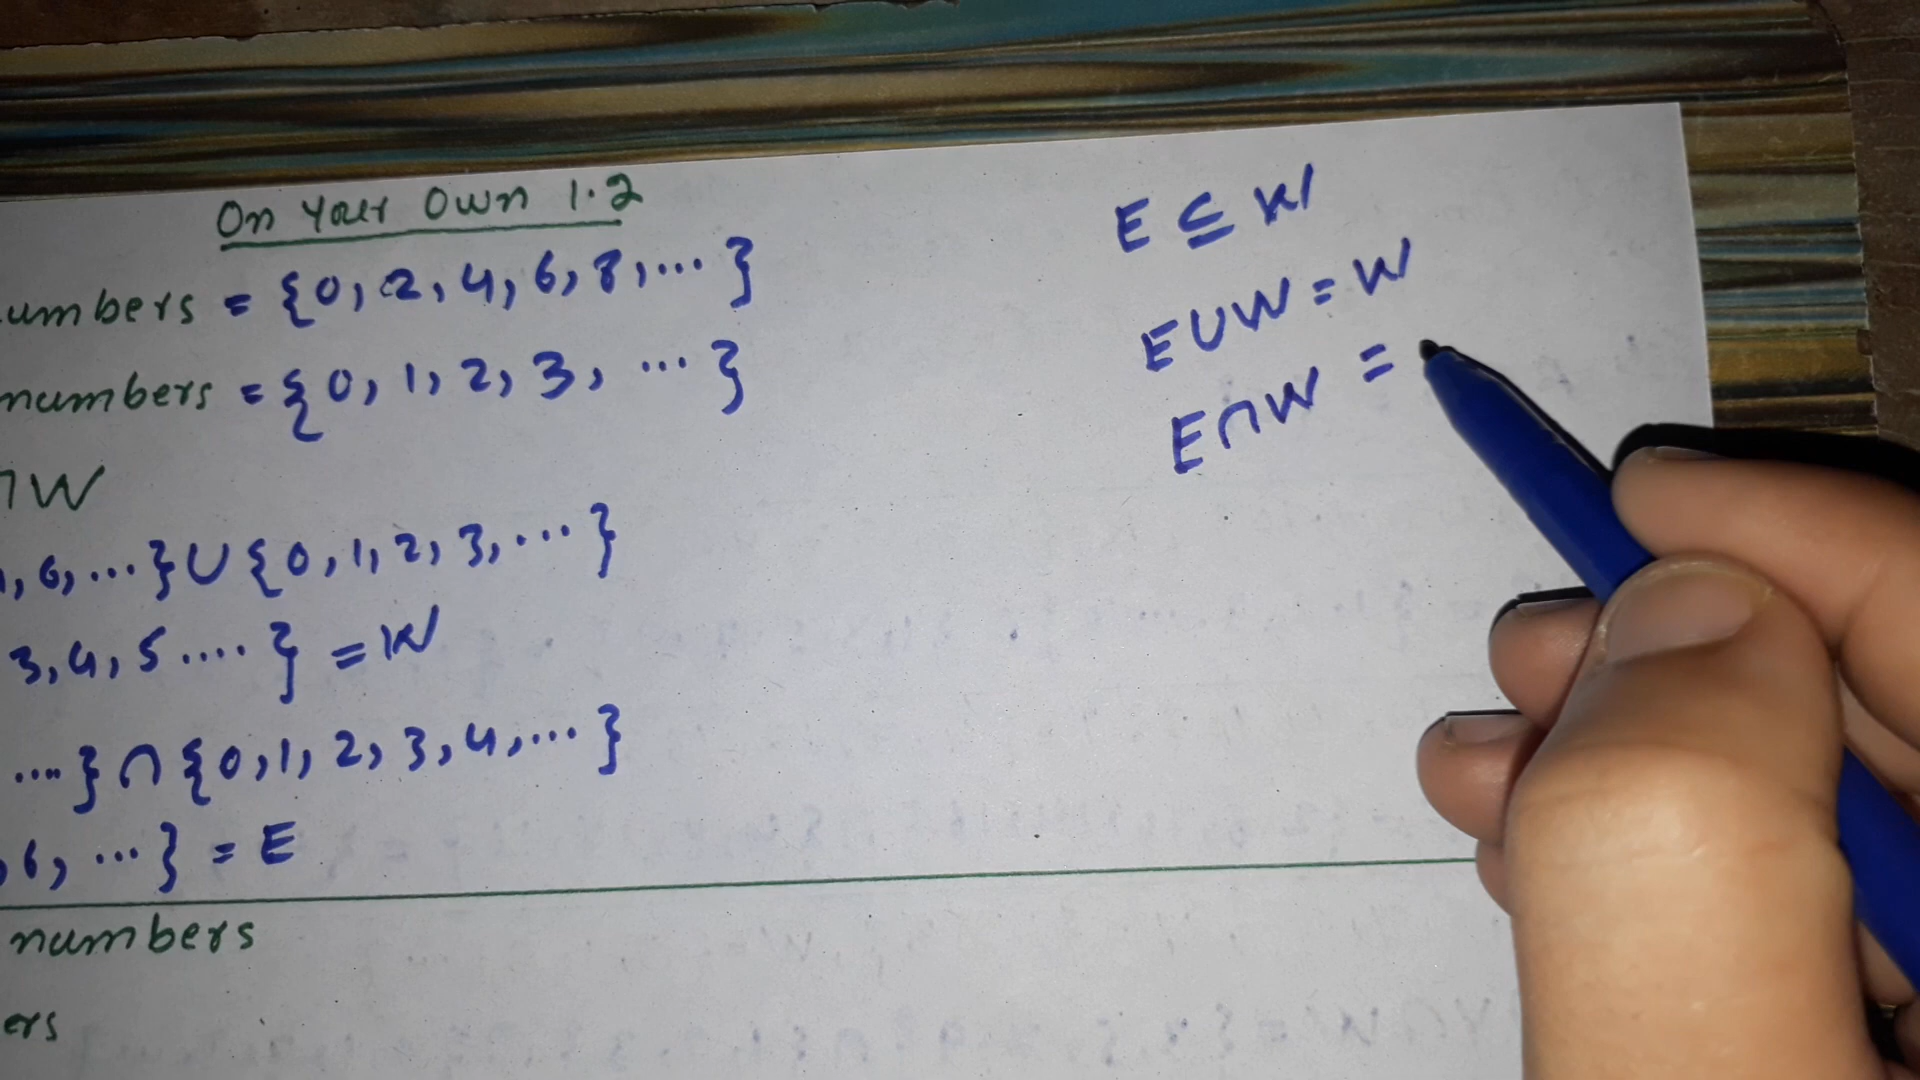 On Your Own 1.2
umbers = {0, 2, 4, 6, 8, ... }
numbers = {0, 1, 2, 3, ... }
∩W
, 6, ...} ∪ {0, 1, 2, 3, ... }
3, 4, 5 .... } = W
....} ∩ {0, 1, 2, 3, 4, ... }
, 6, ... } = E
numbers
ers
E ⊆ W
E∪W = W
E∩W =